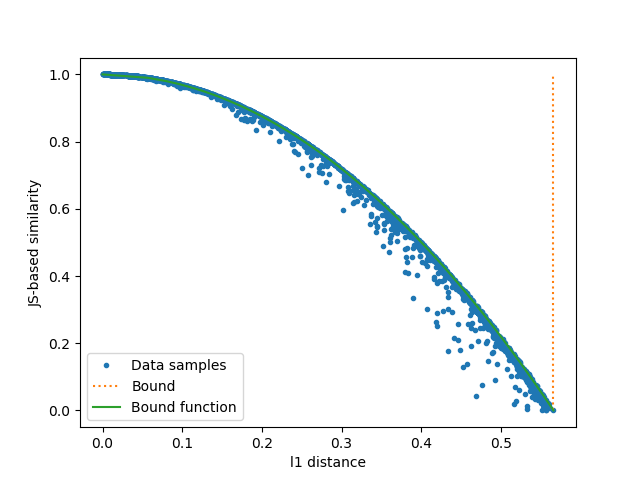 1.0
0.8
0.6
0.4
0.2
0.0
JS-based similarity
Data samples
Bound
Bound function
0.0 0.1 0.2 0.3 0.4 0.5
l1 distance